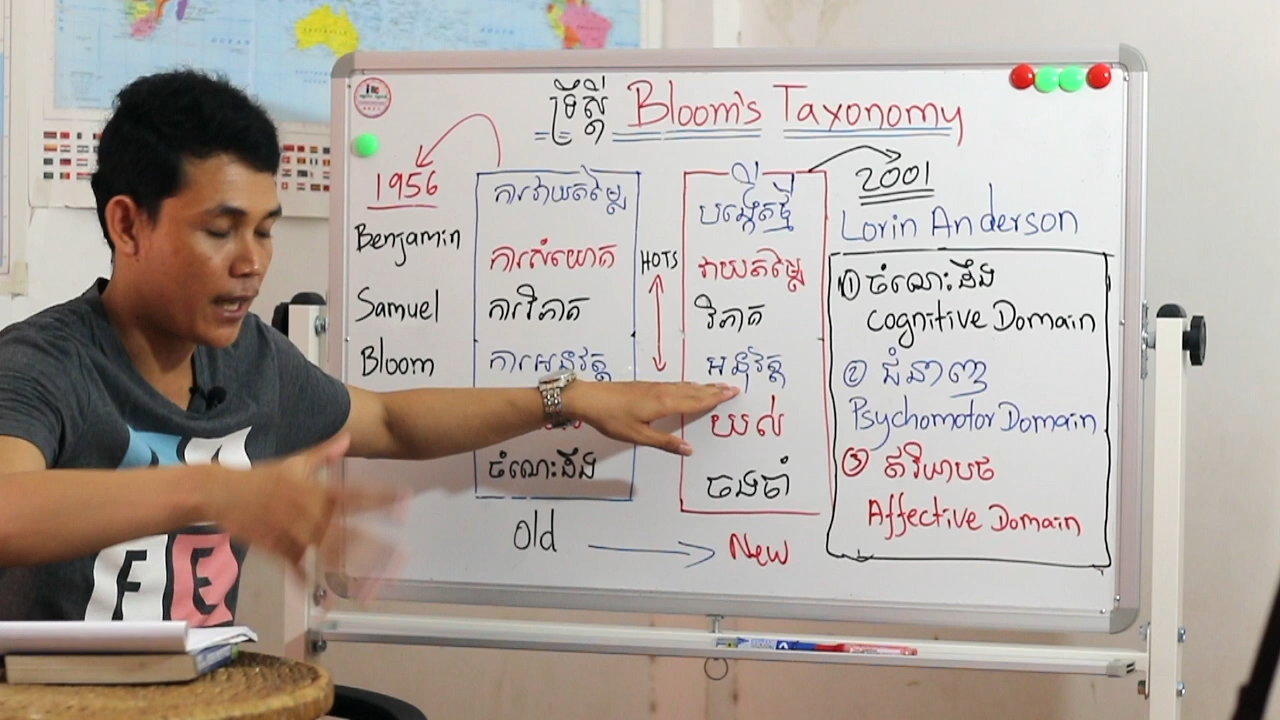 ទ្រឹស្តី Bloom's Taxonomy
1956
Benjamin
Samuel
Bloom
ការវាយតម្លៃ
ការសំយោគ
ការវិភាគ
ការអនុវត្ត
ចំណេះដឹង
Old
HOTS
បង្កើតថ្មី
វាយតម្លៃ
វិភាគ
អនុវត្ត
យល់
ចងចាំ
New
2001
Lorin Anderson
① ចំណេះដឹង
Cognitive Domain
② ជំនាញ
Psychomotor Domain
③ ឥរិយាបថ
Affective Domain
F E